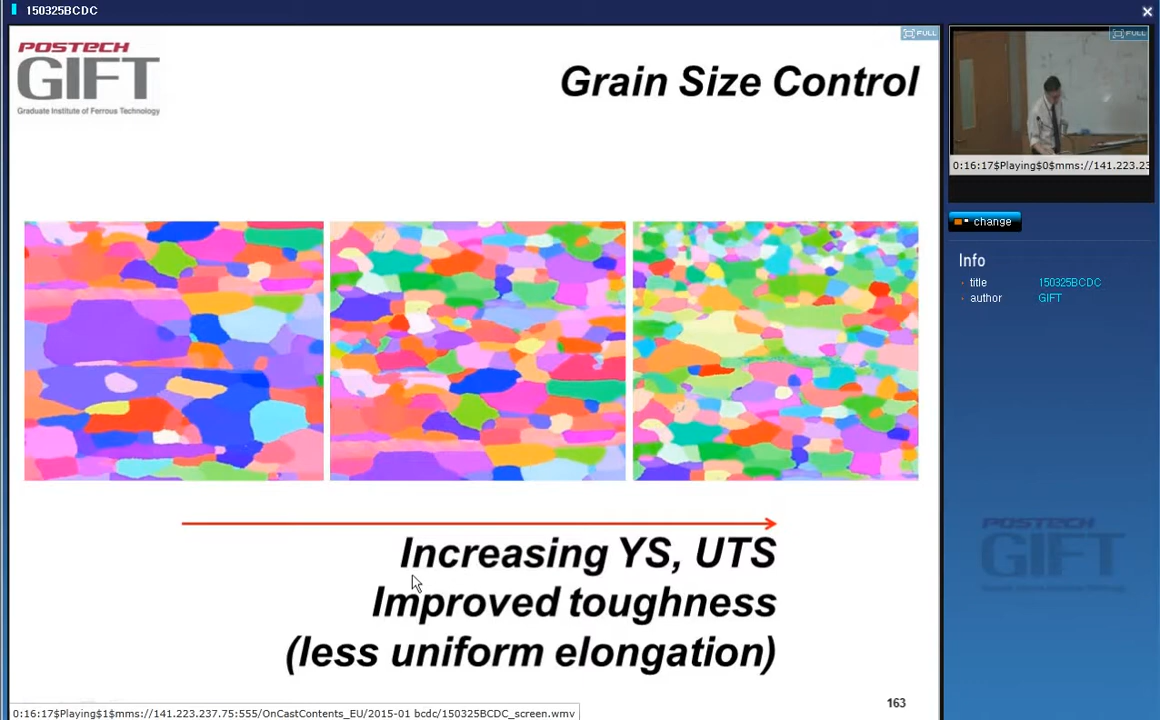 150325BCDC
POSTECH
GIFT
Graduate Institute of Ferrous Technology
FULL
Grain Size Control
Increasing YS, UTS
Improved toughness
(less uniform elongation)
163
0:16:17$Playing$1$mms://141.223.237.75:555/OnCastContents_EU/2015-01 bcdc/150325BCDC_screen.wmv
FULL
0:16:17$Playing$0$mms://141.223.23
change
Info
title 150325BCDC
author GIFT
POSTECH
GIFT